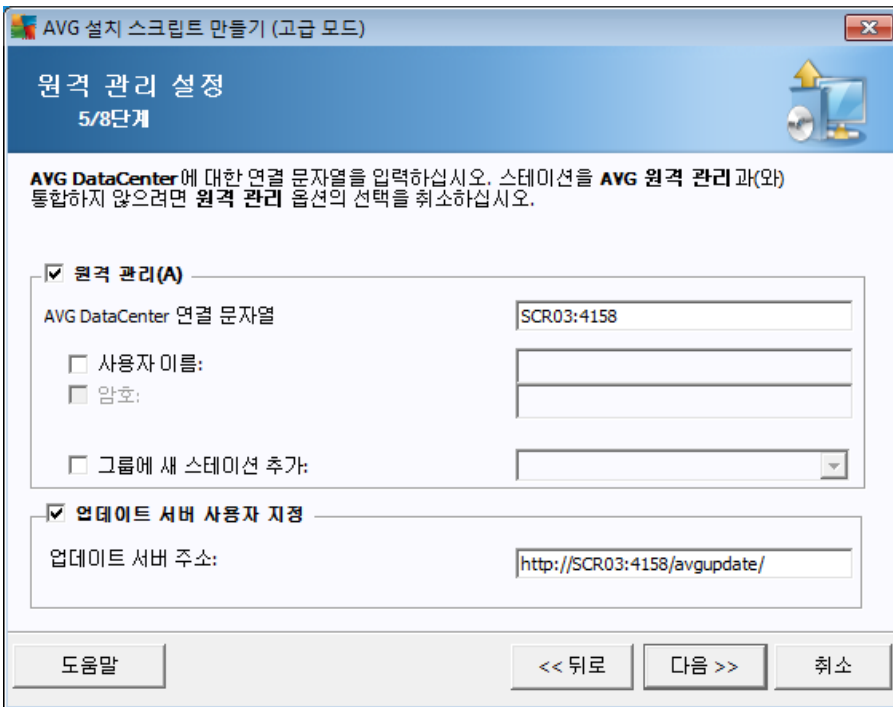 AVG 설치 스크립트 만들기 (고급 모드)
원격 관리 설정
5/8단계
AVG DataCenter에 대한 연결 문자열을 입력하십시오. 스테이션을 AVG 원격 관리과(와)
통합하지 않으려면 원격 관리 옵션의 선택을 취소하십시오.
원격 관리(A)
AVG DataCenter 연결 문자열 SCR03:4158
사용자 이름:
암호:
그룹에 새 스테이션 추가:
업데이트 서버 사용자 지정
업데이트 서버 주소: http://SCR03:4158/avgupdate/
도움말 << 뒤로 다음 >> 취소